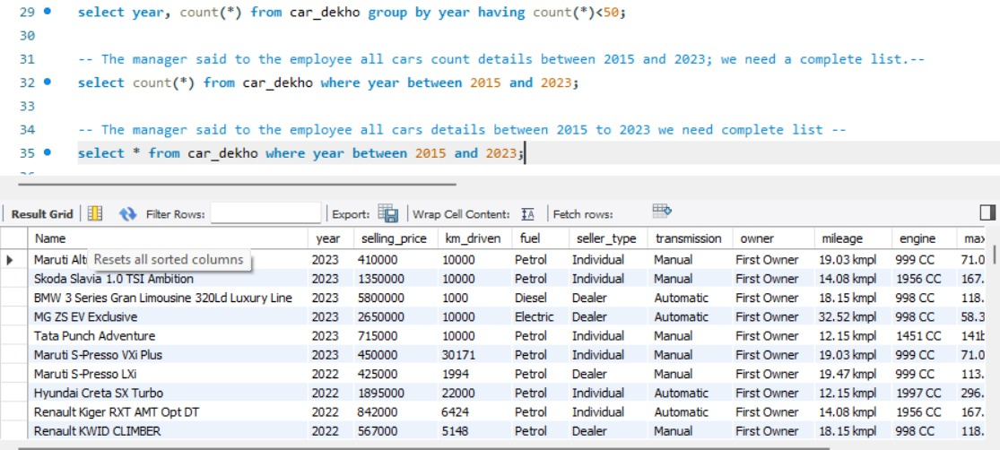 29 select year, count(*) from car_dekho group by year having count(*)<50;
30
31 -- The manager said to the employee all cars count details between 2015 and 2023; we need a complete list.--
32 select count(*) from car_dekho where year between 2015 and 2023;
33
34 -- The manager said to the employee all cars details between 2015 to 2023 we need complete list --
35 select * from car_dekho where year between 2015 and 2023;
Result Grid Filter Rows: Export: Wrap Cell Content: Fetch rows:
Name year selling_price km_driven fuel seller_type transmission owner mileage engine max
Maruti Alt Resets all sorted columns 2023 410000 10000 Petrol Individual Manual First Owner 19.03 kmpl 999 CC 71.0
Skoda Slavia 1.0 TSI Ambition 2023 1350000 10000 Petrol Individual Manual First Owner 14.08 kmpl 1956 CC 167.
BMW 3 Series Gran Limousine 320Ld Luxury Line 2023 5800000 1000 Diesel Dealer Automatic First Owner 18.15 kmpl 998 CC 118.
MG ZS EV Exclusive 2023 2650000 10000 Electric Dealer Automatic First Owner 32.52 kmpl 998 CC 58.3
Tata Punch Adventure 2023 715000 10000 Petrol Individual Manual First Owner 12.15 kmpl 1451 CC 141b
Maruti S-Presso VXi Plus 2023 450000 30171 Petrol Individual Manual First Owner 19.03 kmpl 999 CC 71.0
Maruti S-Presso LXi 2022 425000 1994 Petrol Dealer Manual First Owner 19.47 kmpl 999 CC 113.
Hyundai Creta SX Turbo 2022 1895000 22000 Petrol Individual Automatic First Owner 12.15 kmpl 1997 CC 296.
Renault Kiger RXT AMT Opt DT 2022 842000 6424 Petrol Individual Automatic First Owner 14.08 kmpl 1956 CC 167.
Renault KWID CLIMBER 2022 567000 5148 Petrol Dealer Manual First Owner 18.15 kmpl 998 CC 118.